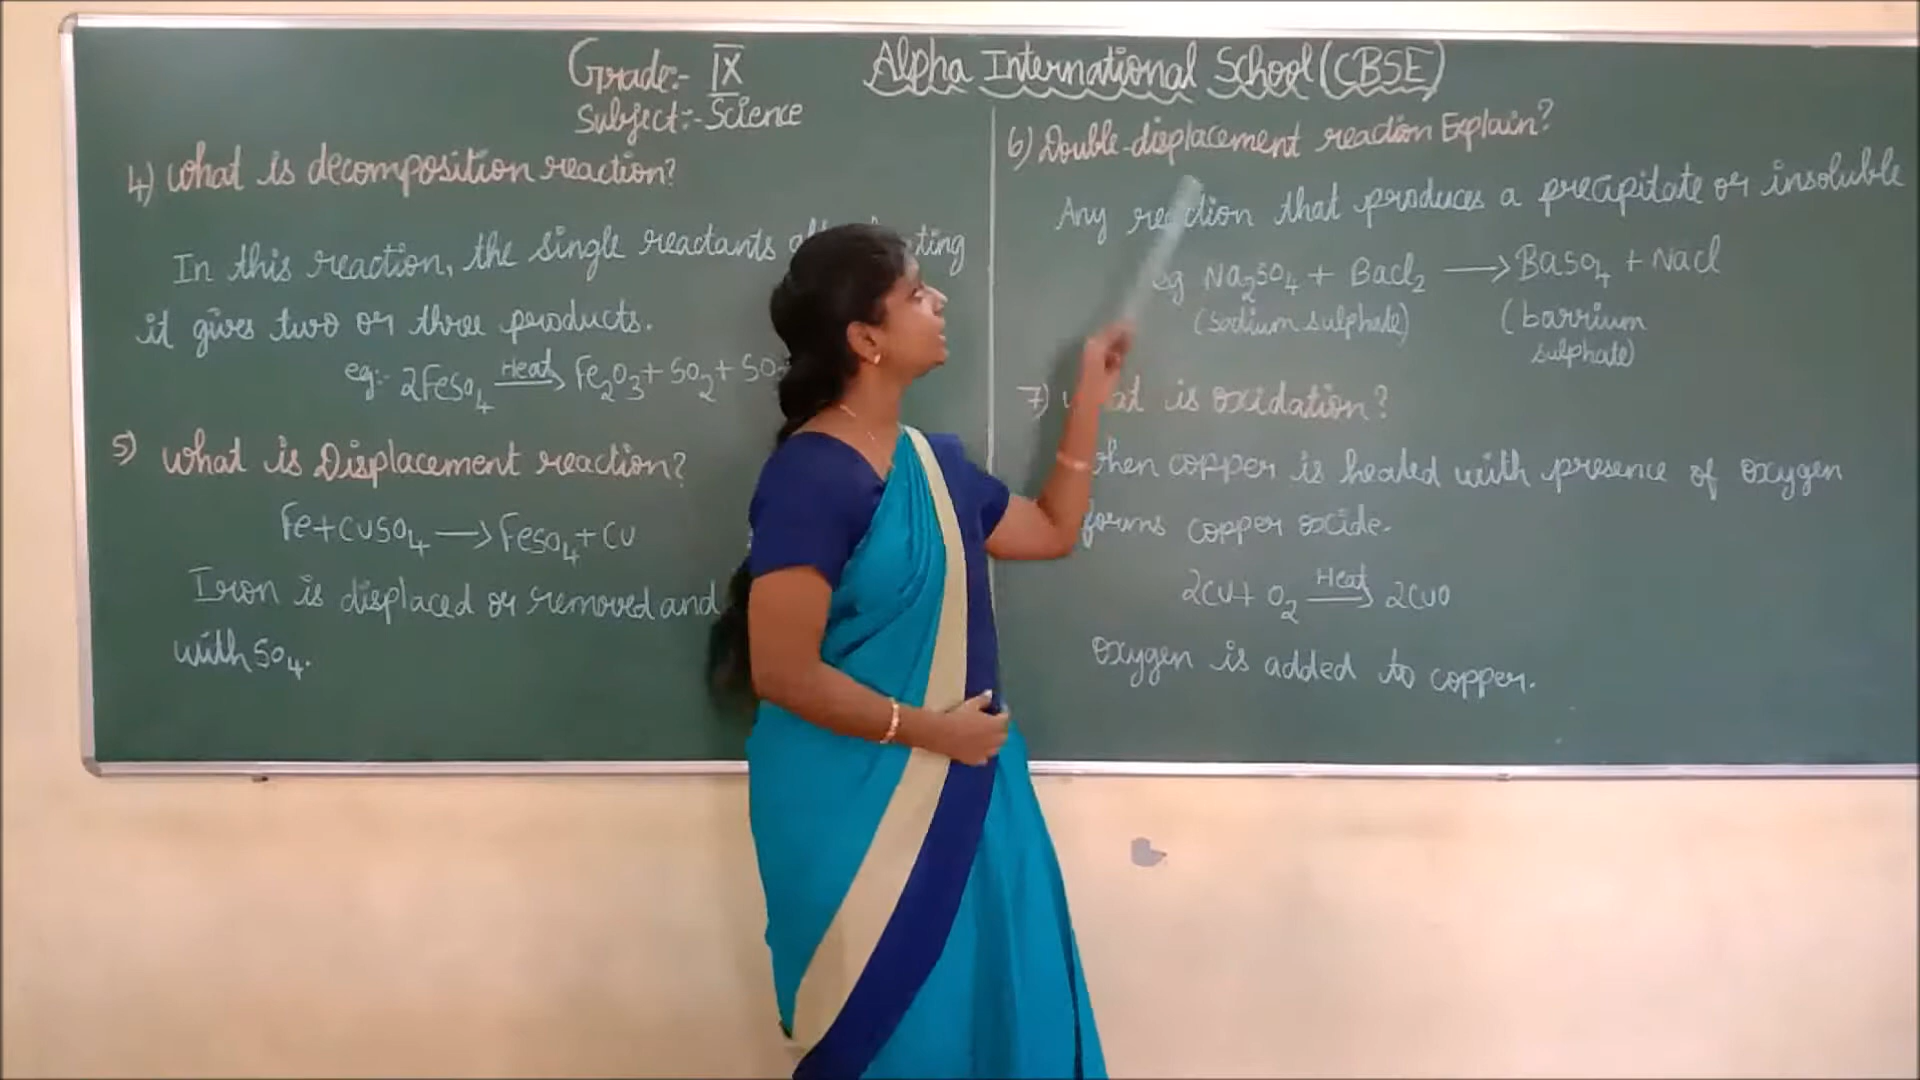 Grade:- IX
Subject:- Science
Alpha International School (CBSE)
4) What is decomposition reaction?
In this reaction, the single reactants
it gives two or three products.
eg:- 2FeSO4 Heat → Fe2O3 + SO2 + SO
5) What is Displacement reaction?
Fe + CuSO4 → FeSO4 + Cu
Iron is displaced or removed and
with SO4.
6) Double-displacement reaction Explain?
Any reaction that produces a precipitate or insoluble
eg Na2SO4 + BaCl2 → BaSO4 + NaCl
(sodium sulphate) (barrium
sulphate)
7) is oxidation?
copper is heated with presence of oxygen
forms copper oxide.
2Cu + O2 Heat → 2CuO
Oxygen is added to copper.